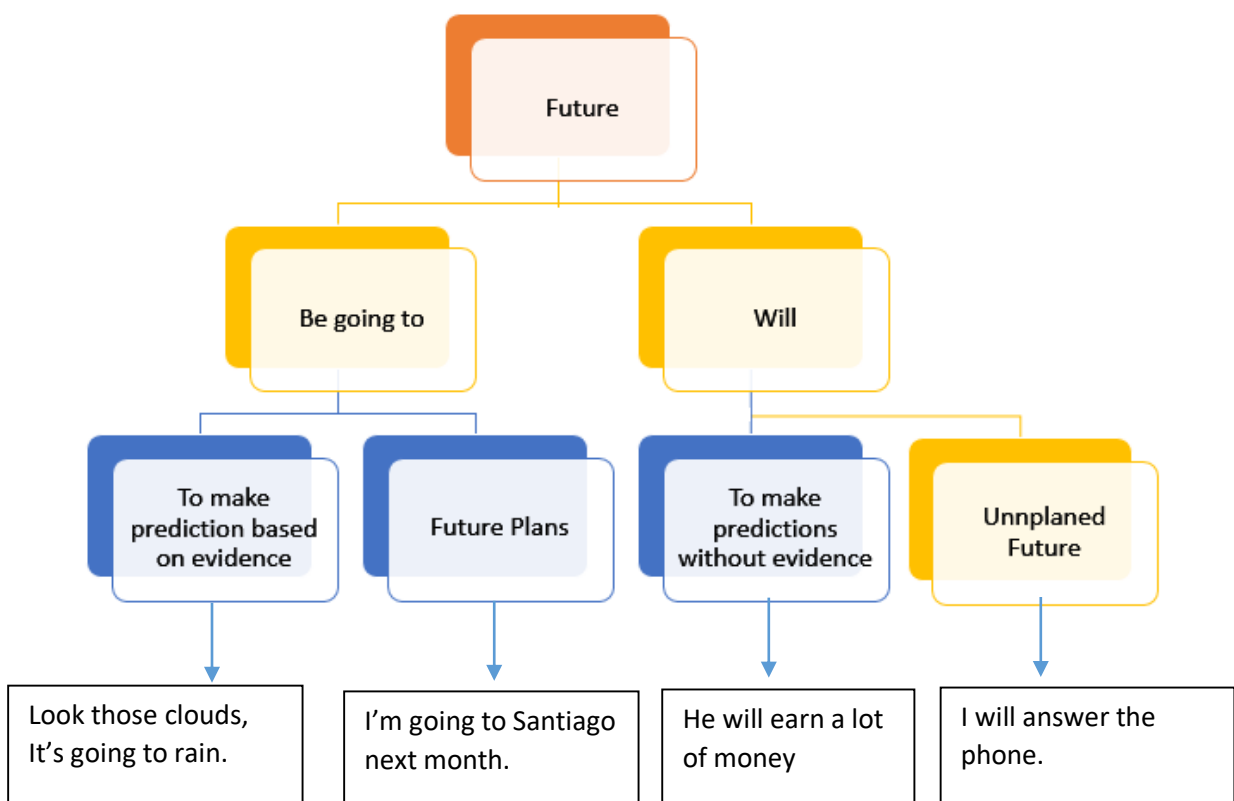 Future
Be going to
Will
To make
prediction based
on evidence
Future Plans
To make
predictions
without evidence
Unnplaned
Future
Look those clouds,
It’s going to rain.
I’m going to Santiago
next month.
He will earn a lot
of money
I will answer the
phone.